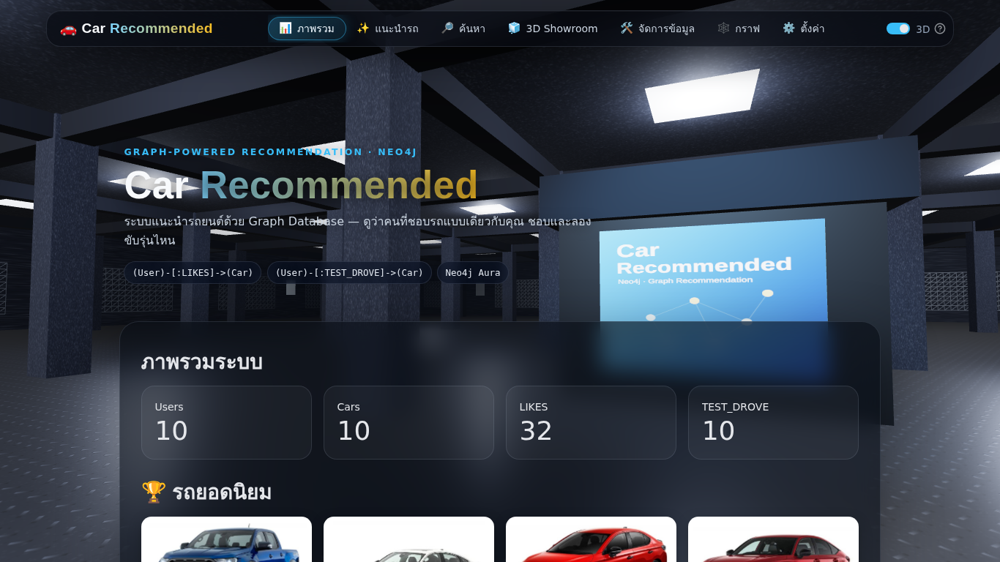 🚗 Car Recommended
📊 ภาพรวม
✨ แนะนำรถ
🔎 ค้นหา
🧊 3D Showroom
🛠️ จัดการข้อมูล
🕸️ กราฟ
⚙️ ตั้งค่า
3D
GRAPH-POWERED RECOMMENDATION · NEO4J
Car Recommended
ระบบแนะนำรถยนต์ด้วย Graph Database — ดูว่าคนที่ชอบรถแบบเดียวกับคุณ ชอบและลอง
ขับรุ่นไหน
(User)-[:LIKES]->(Car)
(User)-[:TEST_DROVE]->(Car)
Neo4j Aura
Car
Recommended
Neo4j · Graph Recommendation
ภาพรวมระบบ
Users
10
Cars
10
LIKES
32
TEST_DROVE
10
🏆 รถยอดนิยม